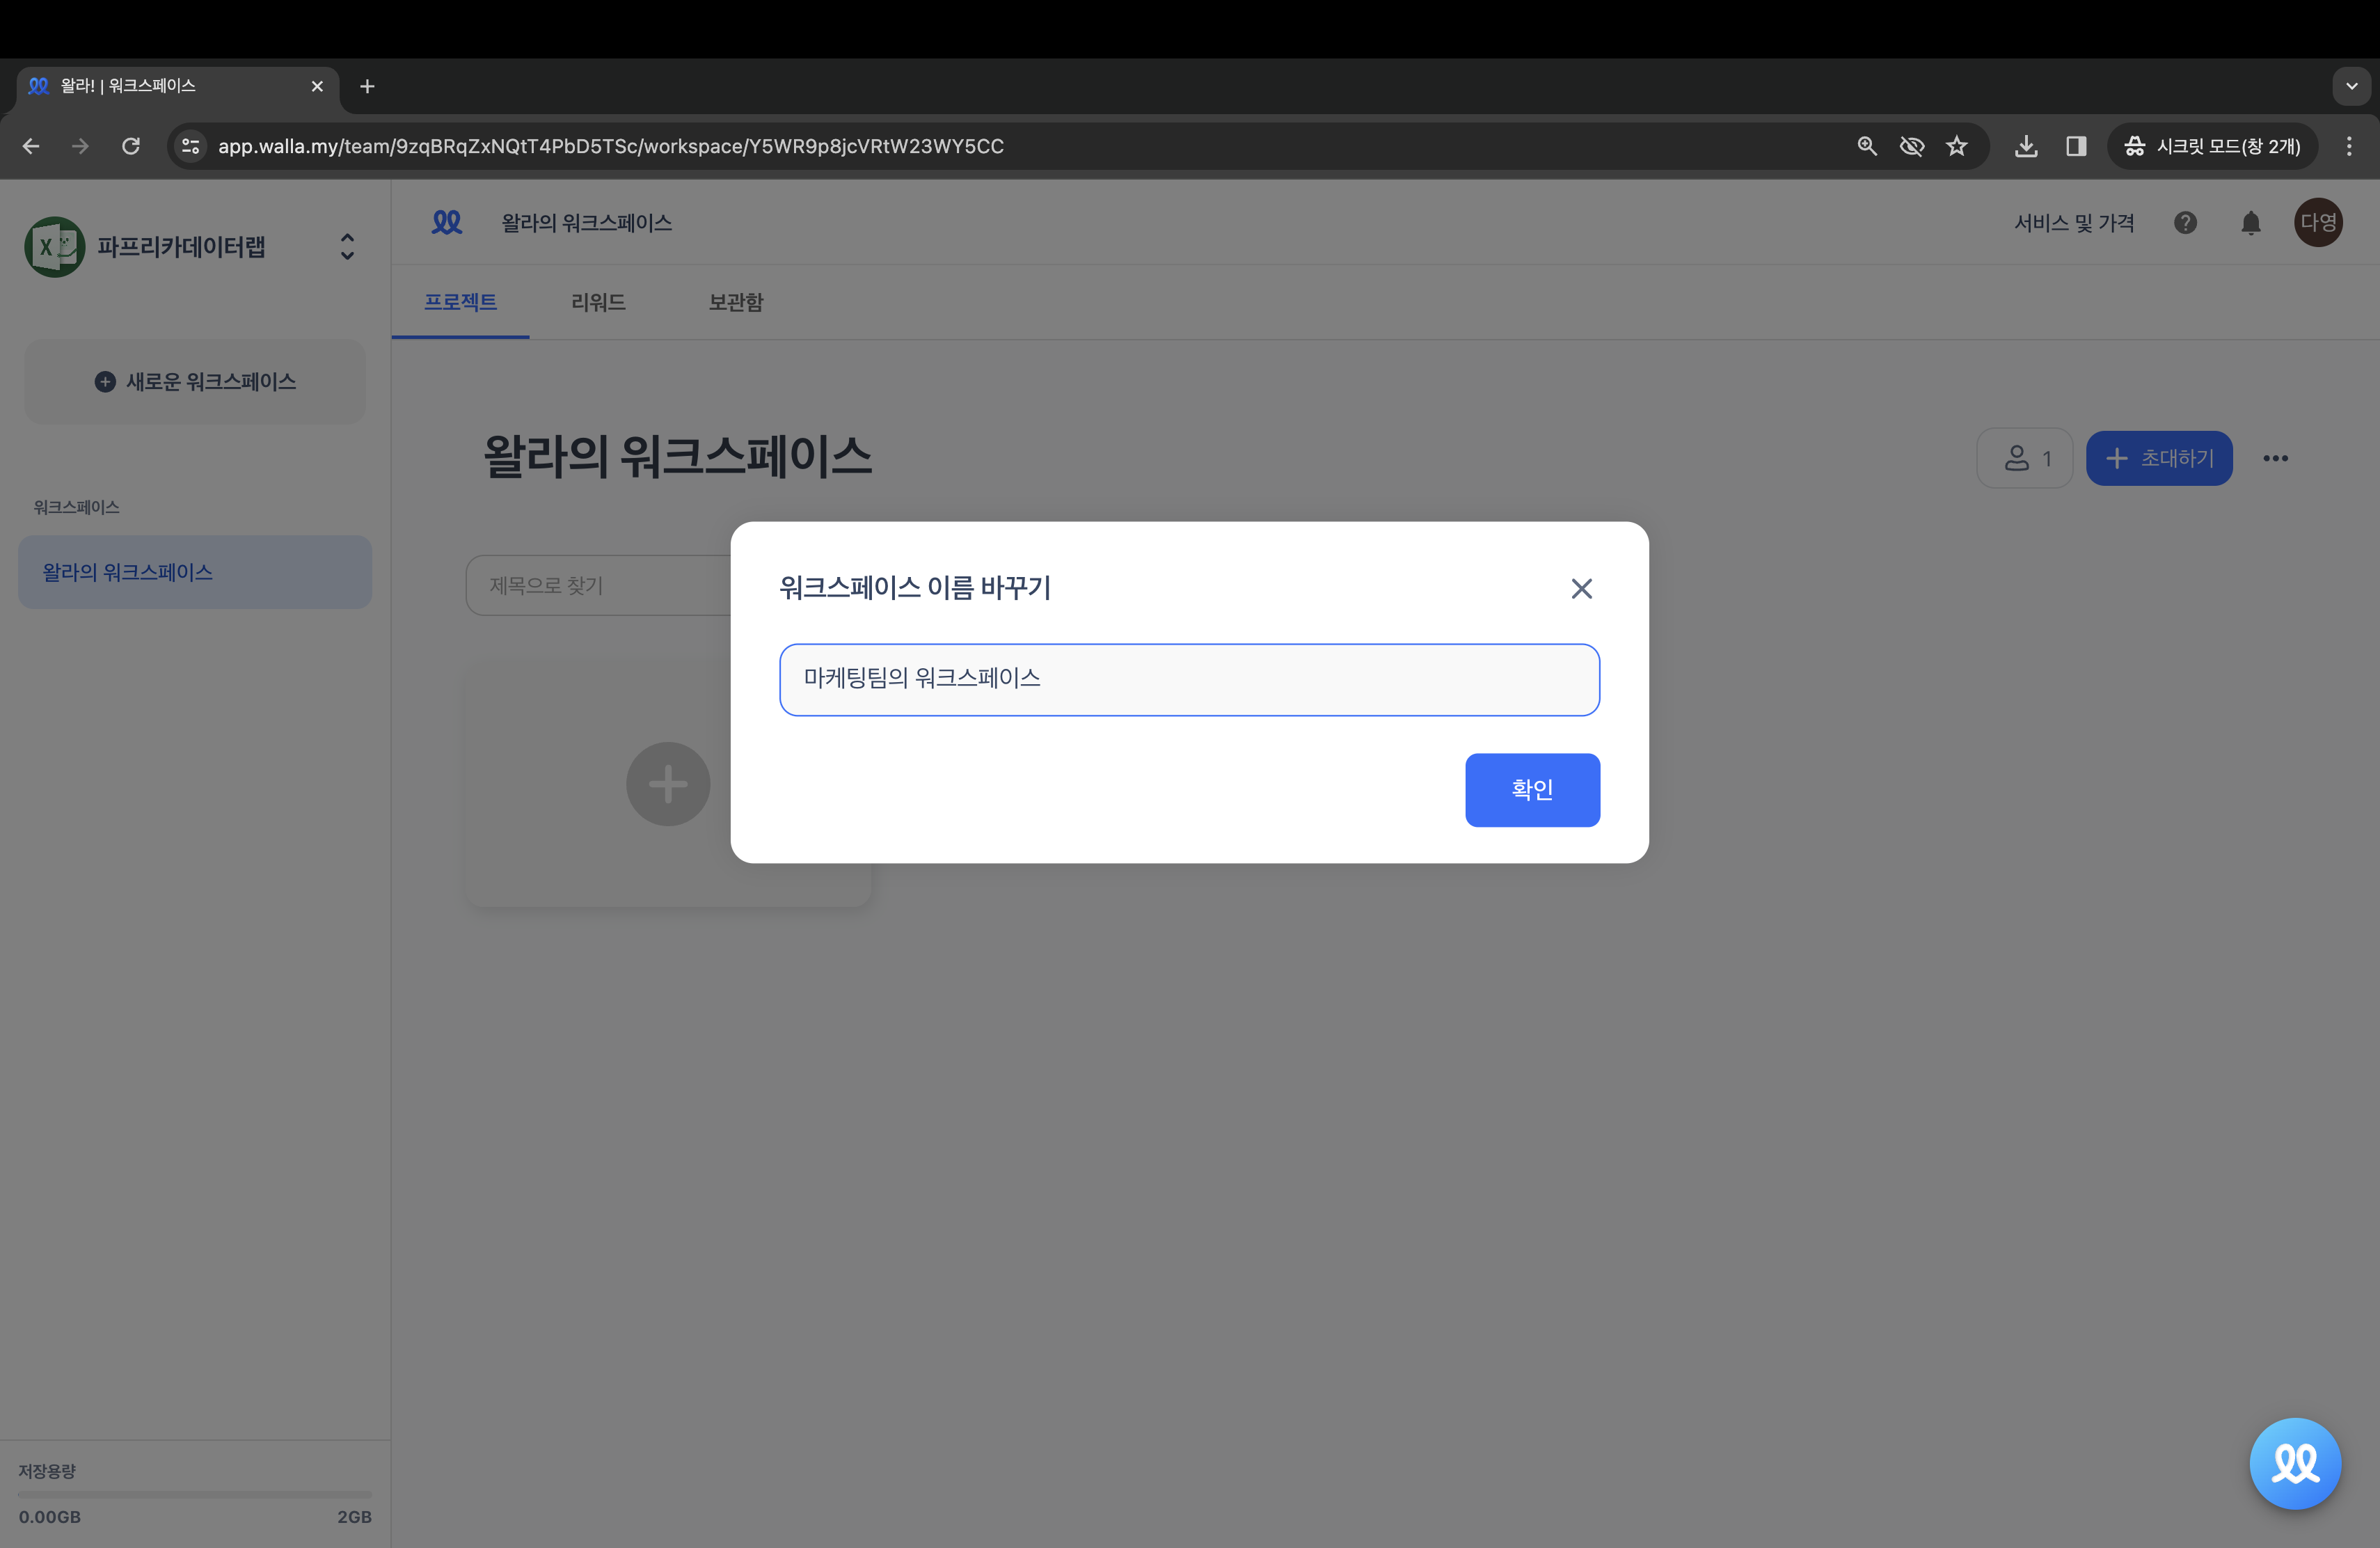 왈라! | 워크스페이스
app.walla.my/team/9zqBRqZxNQtT4PbD5TSc/workspace/Y5WR9p8jcVRtW23WY5CC
시크릿 모드(창 2개)
파프리카데이터랩
왈라의 워크스페이스
서비스 및 가격
다영
프로젝트
리워드
보관함
새로운 워크스페이스
왈라의 워크스페이스
1
초대하기
워크스페이스
왈라의 워크스페이스
제목으로 찾기
워크스페이스 이름 바꾸기
마케팅팀의 워크스페이스
확인
저장용량
0.00GB
2GB